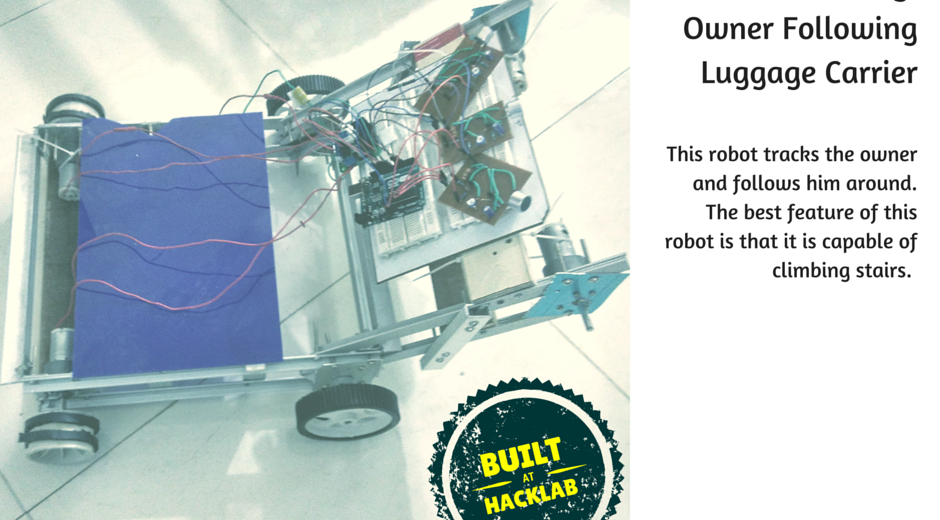 Owner Following
Luggage Carrier
This robot tracks the owner
and follows him around.
The best feature of this
robot is that it is capable of
climbing stairs.
BUILT
AT
HACKLAB